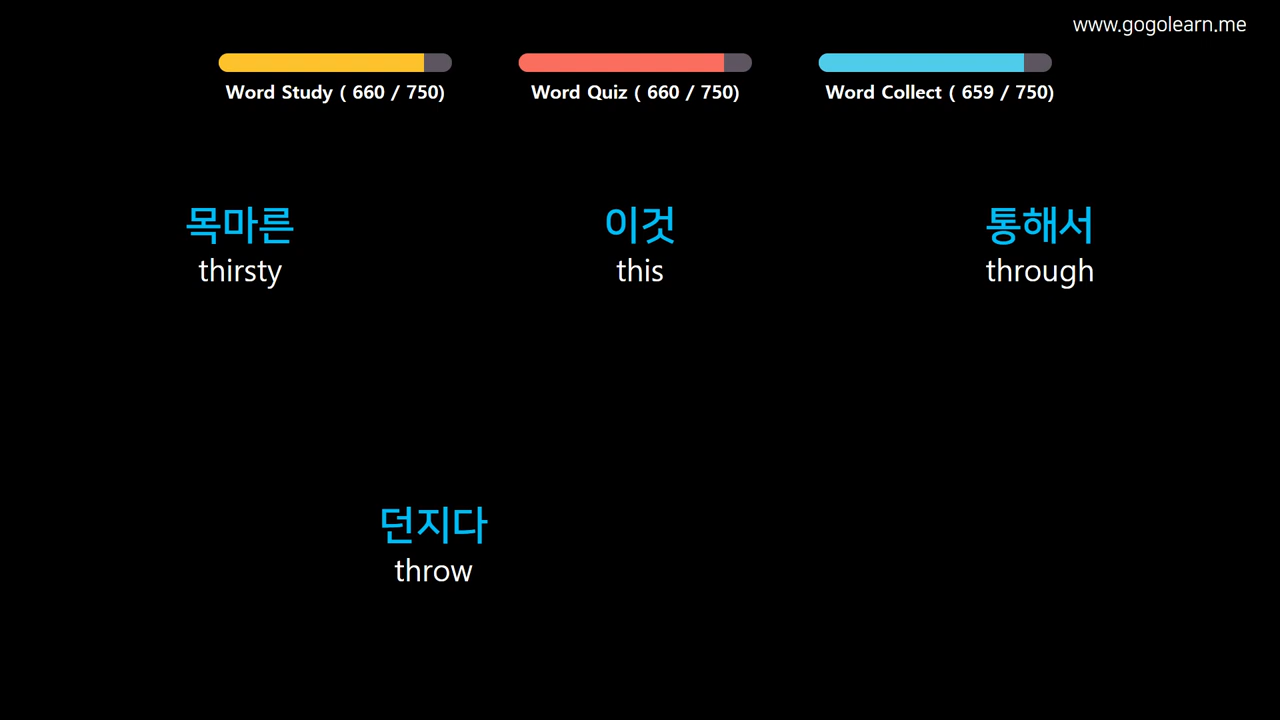 www.gogolearn.me
Word Study ( 660 / 750)
Word Quiz ( 660 / 750)
Word Collect ( 659 / 750)
목마른
thirsty
이것
this
통해서
through
던지다
throw